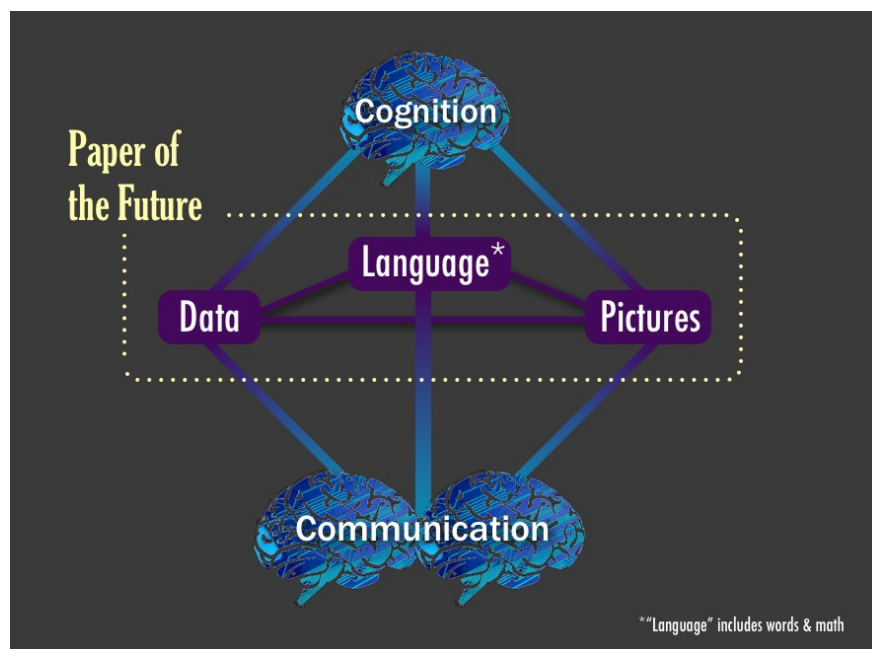 Cognition
Paper of
the Future
Language*
Data
Pictures
Communication
*"Language" includes words & math